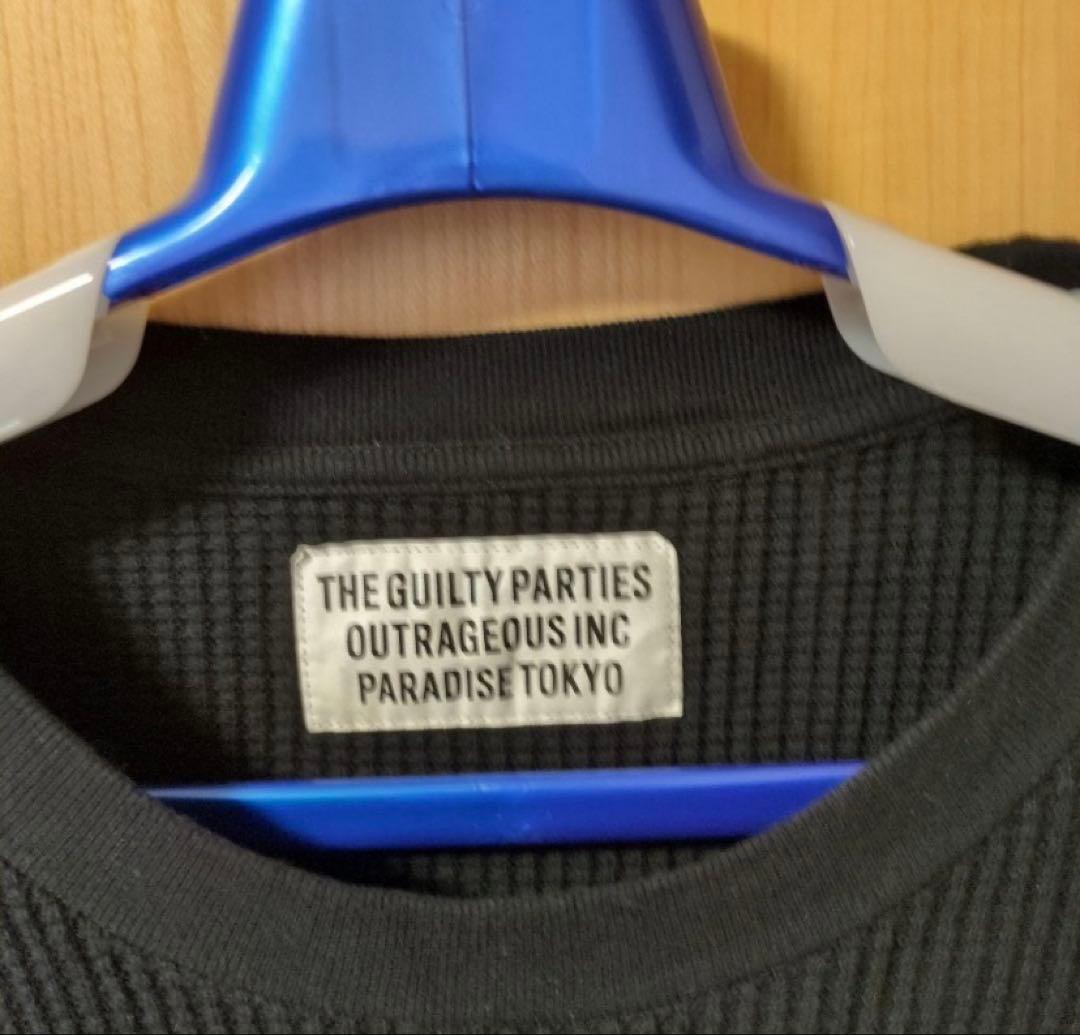 THE GUILTY PARTIES
OUTRAGEOUS INC
PARADISE TOKYO